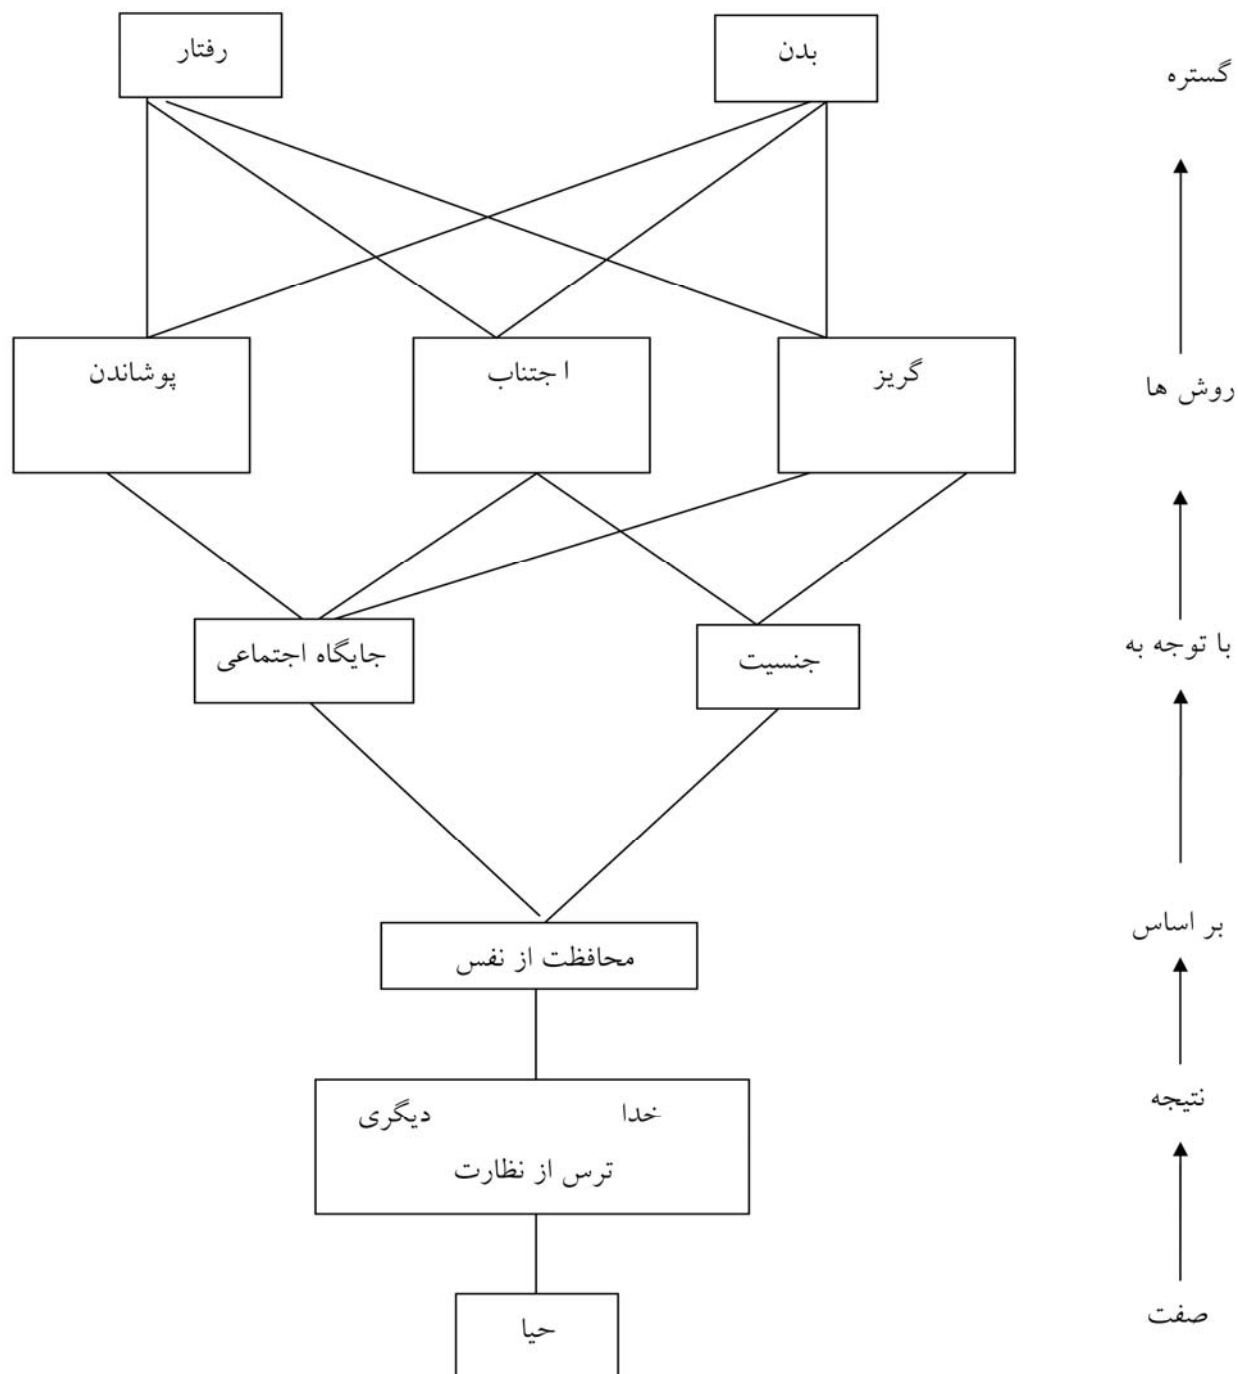 گستره
بدن
رفتار
روش ها
گریز
اجتناب
پوشاندن
با توجه به
جنسیت
جایگاه اجتماعی
بر اساس
محافظت از نفس
نتیجه
خدا
دیگری
ترس از نظارت
صفت
حیا